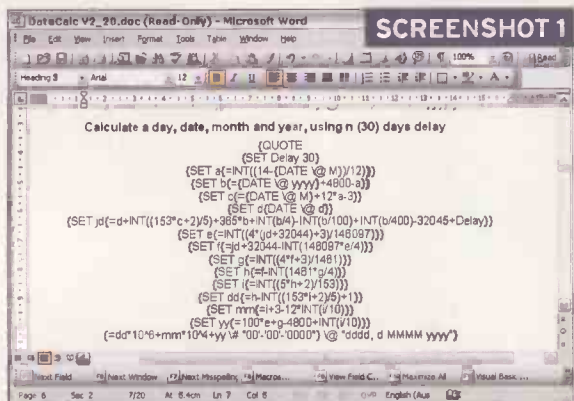 DateCalc V2_20.doc (Read-Only) - Microsoft Word
SCREENSHOT 1
File Edit View Insert Format Tools Table Window Help
100% Read
Heading 3 Arial 12 B I U
Calculate a day, date, month and year, using n (30) days delay
{QUOTE
{SET Delay 30}
{SET a{=INT((14-{DATE \@ M})/12)}}
{SET b{={DATE \@ yyyy}+4800-a}}
{SET c{={DATE \@ M}+12*a-3}}
{SET d{DATE \@ d}}
{SET jd{=d+INT((153*c+2)/5)+365*b+INT(b/4)-INT(b/100)+INT(b/400)-32045+Delay}}
{SET e{=INT((4*(jd+32044)+3)/146097)}}
{SET f{=jd+32044-INT(146097*e/4)}}
{SET g{=INT((4*f+3)/1461)}}
{SET h{=f-INT(1461*g/4)}}
{SET i{=INT((5*h+2)/153)}}
{SET dd{=h-INT((153*i+2)/5)+1}}
{SET mm{=i+3-12*INT(i/10)}}
{SET yy{=100*e+g-4800+INT(i/10)}}
{=dd*10^6+mm*10^4+yy \# "00'-'00'-'0000"} \@ "dddd, d MMMM yyyy"}
Next Field Next Window Next Misspelling Macros... View Field C... Maximize All Visual Basic ...
Page 6 Sec 2 7/20 At 6.4cm Ln 7 Col 6 OVR English (Aus